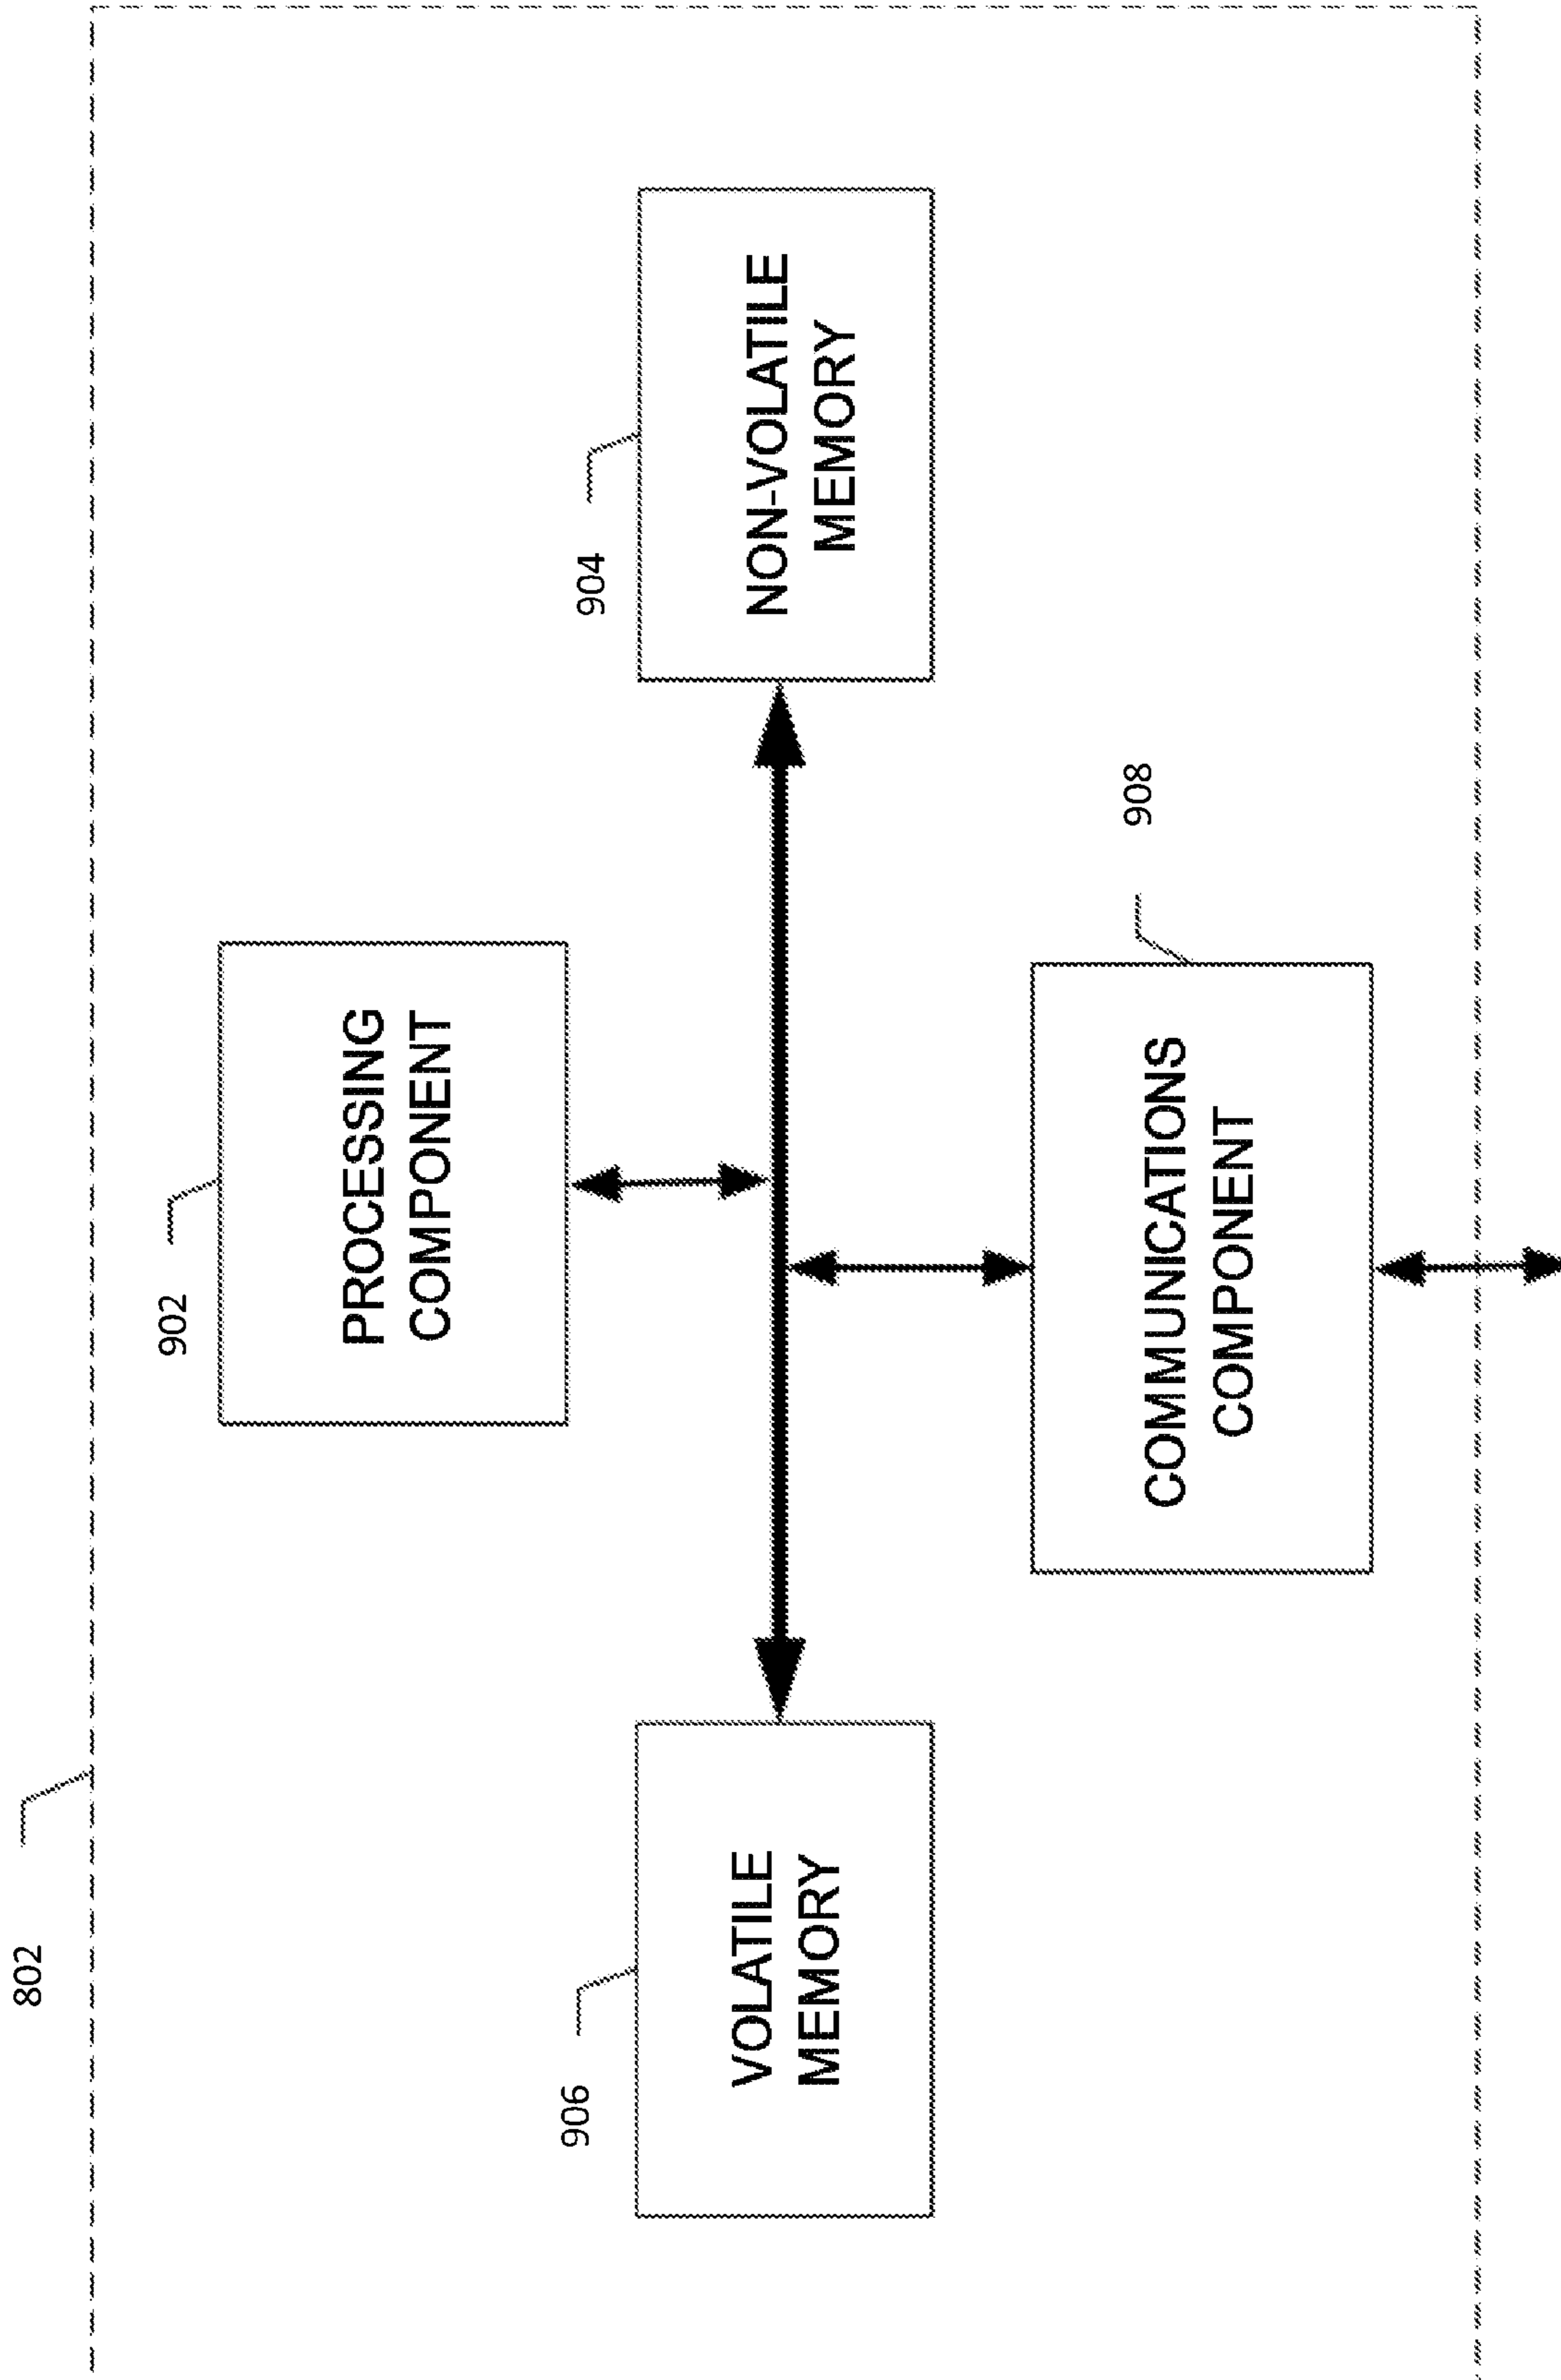 802
902
PROCESSING
COMPONENT
906
VOLATILE
MEMORY
904
NON-VOLATILE
MEMORY
908
COMMUNICATIONS
COMPONENT